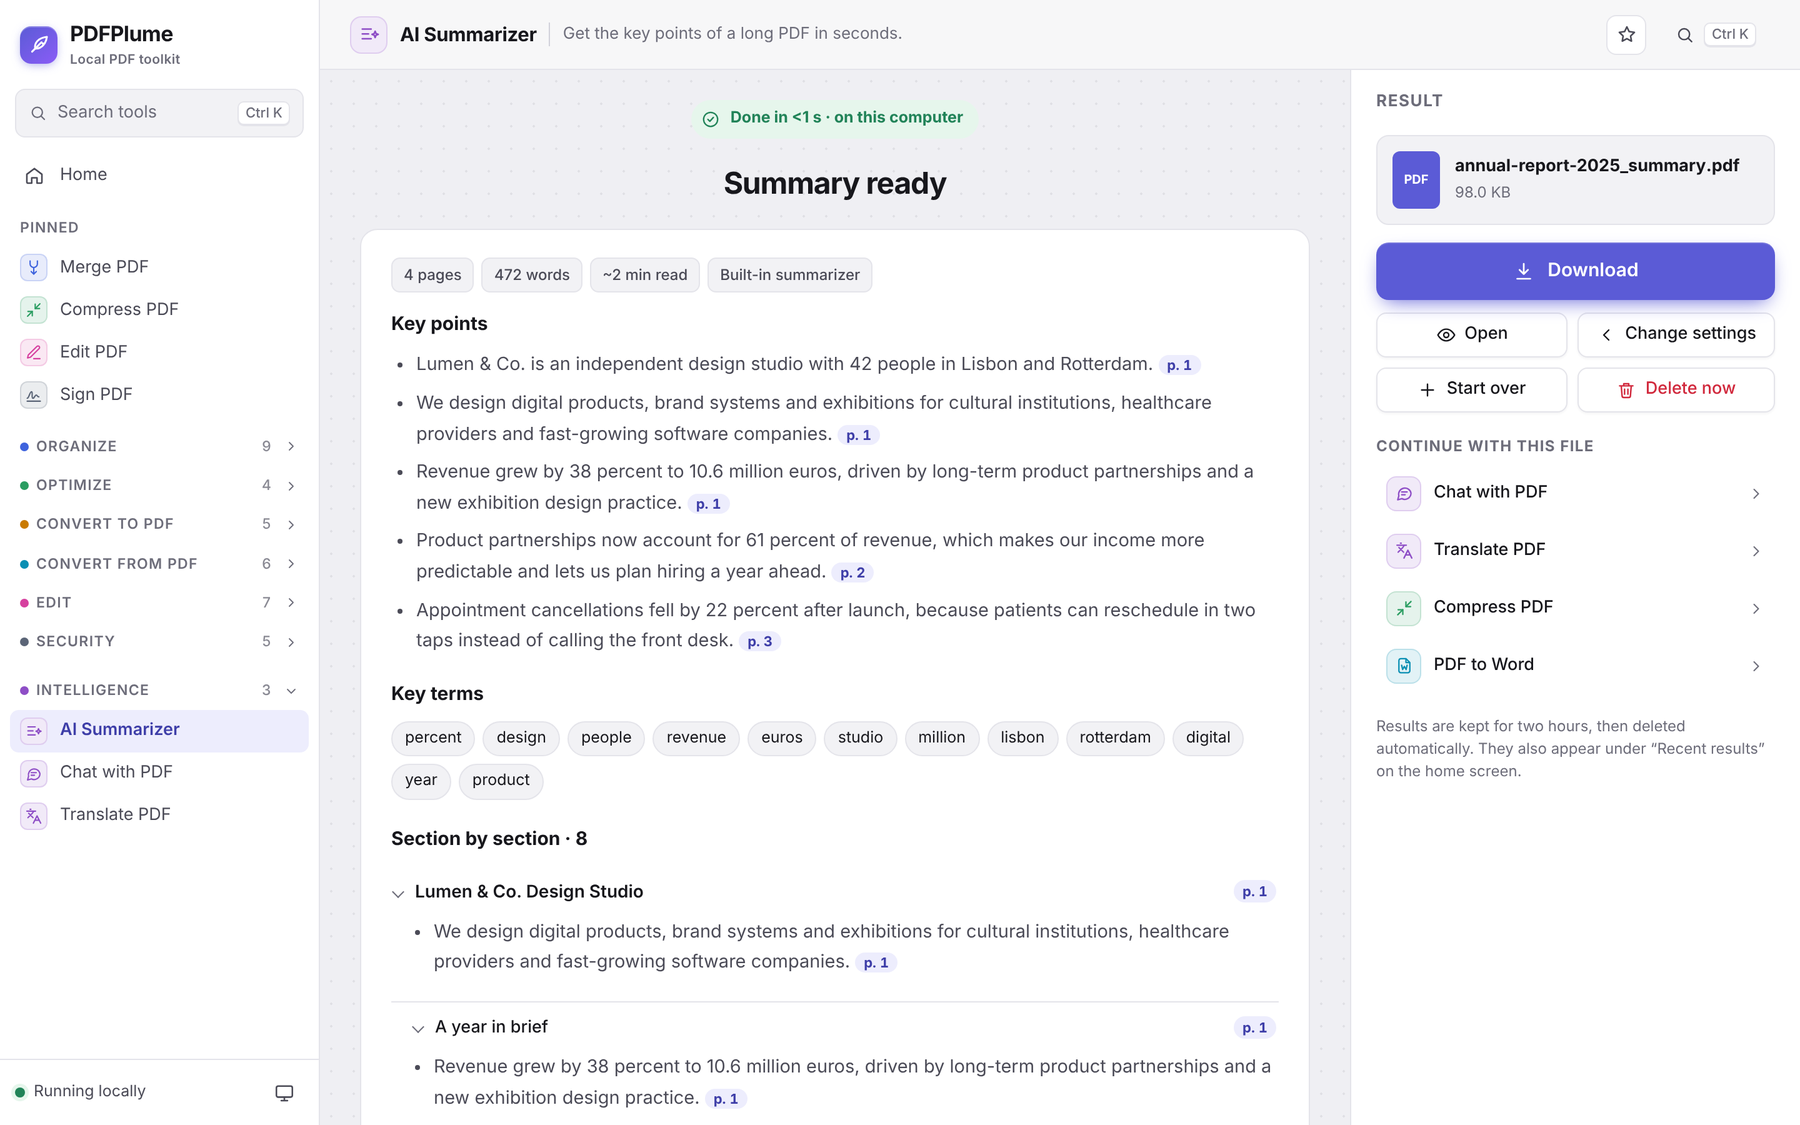 PDFPlume
Local PDF toolkit
Search tools
Ctrl K
Home
PINNED
Merge PDF
Compress PDF
Edit PDF
Sign PDF
ORGANIZE 9
OPTIMIZE 4
CONVERT TO PDF 5
CONVERT FROM PDF 6
EDIT 7
SECURITY 5
INTELLIGENCE 3
AI Summarizer
Chat with PDF
Translate PDF
Running locally
AI Summarizer
Get the key points of a long PDF in seconds.
Ctrl K
Done in <1 s · on this computer
Summary ready
4 pages
472 words
~2 min read
Built-in summarizer
Key points
• Lumen & Co. is an independent design studio with 42 people in Lisbon and Rotterdam. p. 1
• We design digital products, brand systems and exhibitions for cultural institutions, healthcare
providers and fast-growing software companies. p. 1
• Revenue grew by 38 percent to 10.6 million euros, driven by long-term product partnerships and a
new exhibition design practice. p. 1
• Product partnerships now account for 61 percent of revenue, which makes our income more
predictable and lets us plan hiring a year ahead. p. 2
• Appointment cancellations fell by 22 percent after launch, because patients can reschedule in two
taps instead of calling the front desk. p. 3
Key terms
percent design people revenue euros studio million lisbon rotterdam digital
year product
Section by section · 8
Lumen & Co. Design Studio p. 1
• We design digital products, brand systems and exhibitions for cultural institutions, healthcare
providers and fast-growing software companies. p. 1
A year in brief p. 1
• Revenue grew by 38 percent to 10.6 million euros, driven by long-term product partnerships and a
new exhibition design practice. p. 1
RESULT
PDF
annual-report-2025_summary.pdf
98.0 KB
Download
Open
Change settings
Start over
Delete now
CONTINUE WITH THIS FILE
Chat with PDF
Translate PDF
Compress PDF
PDF to Word
Results are kept for two hours, then deleted
automatically. They also appear under “Recent results”
on the home screen.